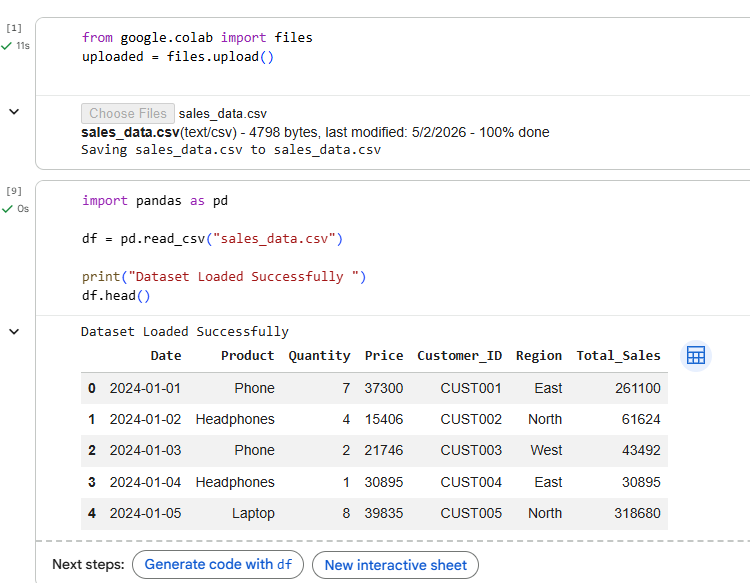 [1]
11s
from google.colab import files
uploaded = files.upload()
Choose Files sales_data.csv
sales_data.csv(text/csv) - 4798 bytes, last modified: 5/2/2026 - 100% done
Saving sales_data.csv to sales_data.csv
[9]
0s
import pandas as pd
df = pd.read_csv("sales_data.csv")
print("Dataset Loaded Successfully ")
df.head()
Dataset Loaded Successfully
Date Product Quantity Price Customer_ID Region Total_Sales
0 2024-01-01 Phone 7 37300 CUST001 East 261100
1 2024-01-02 Headphones 4 15406 CUST002 North 61624
2 2024-01-03 Phone 2 21746 CUST003 West 43492
3 2024-01-04 Headphones 1 30895 CUST004 East 30895
4 2024-01-05 Laptop 8 39835 CUST005 North 318680
Next steps: Generate code with df New interactive sheet